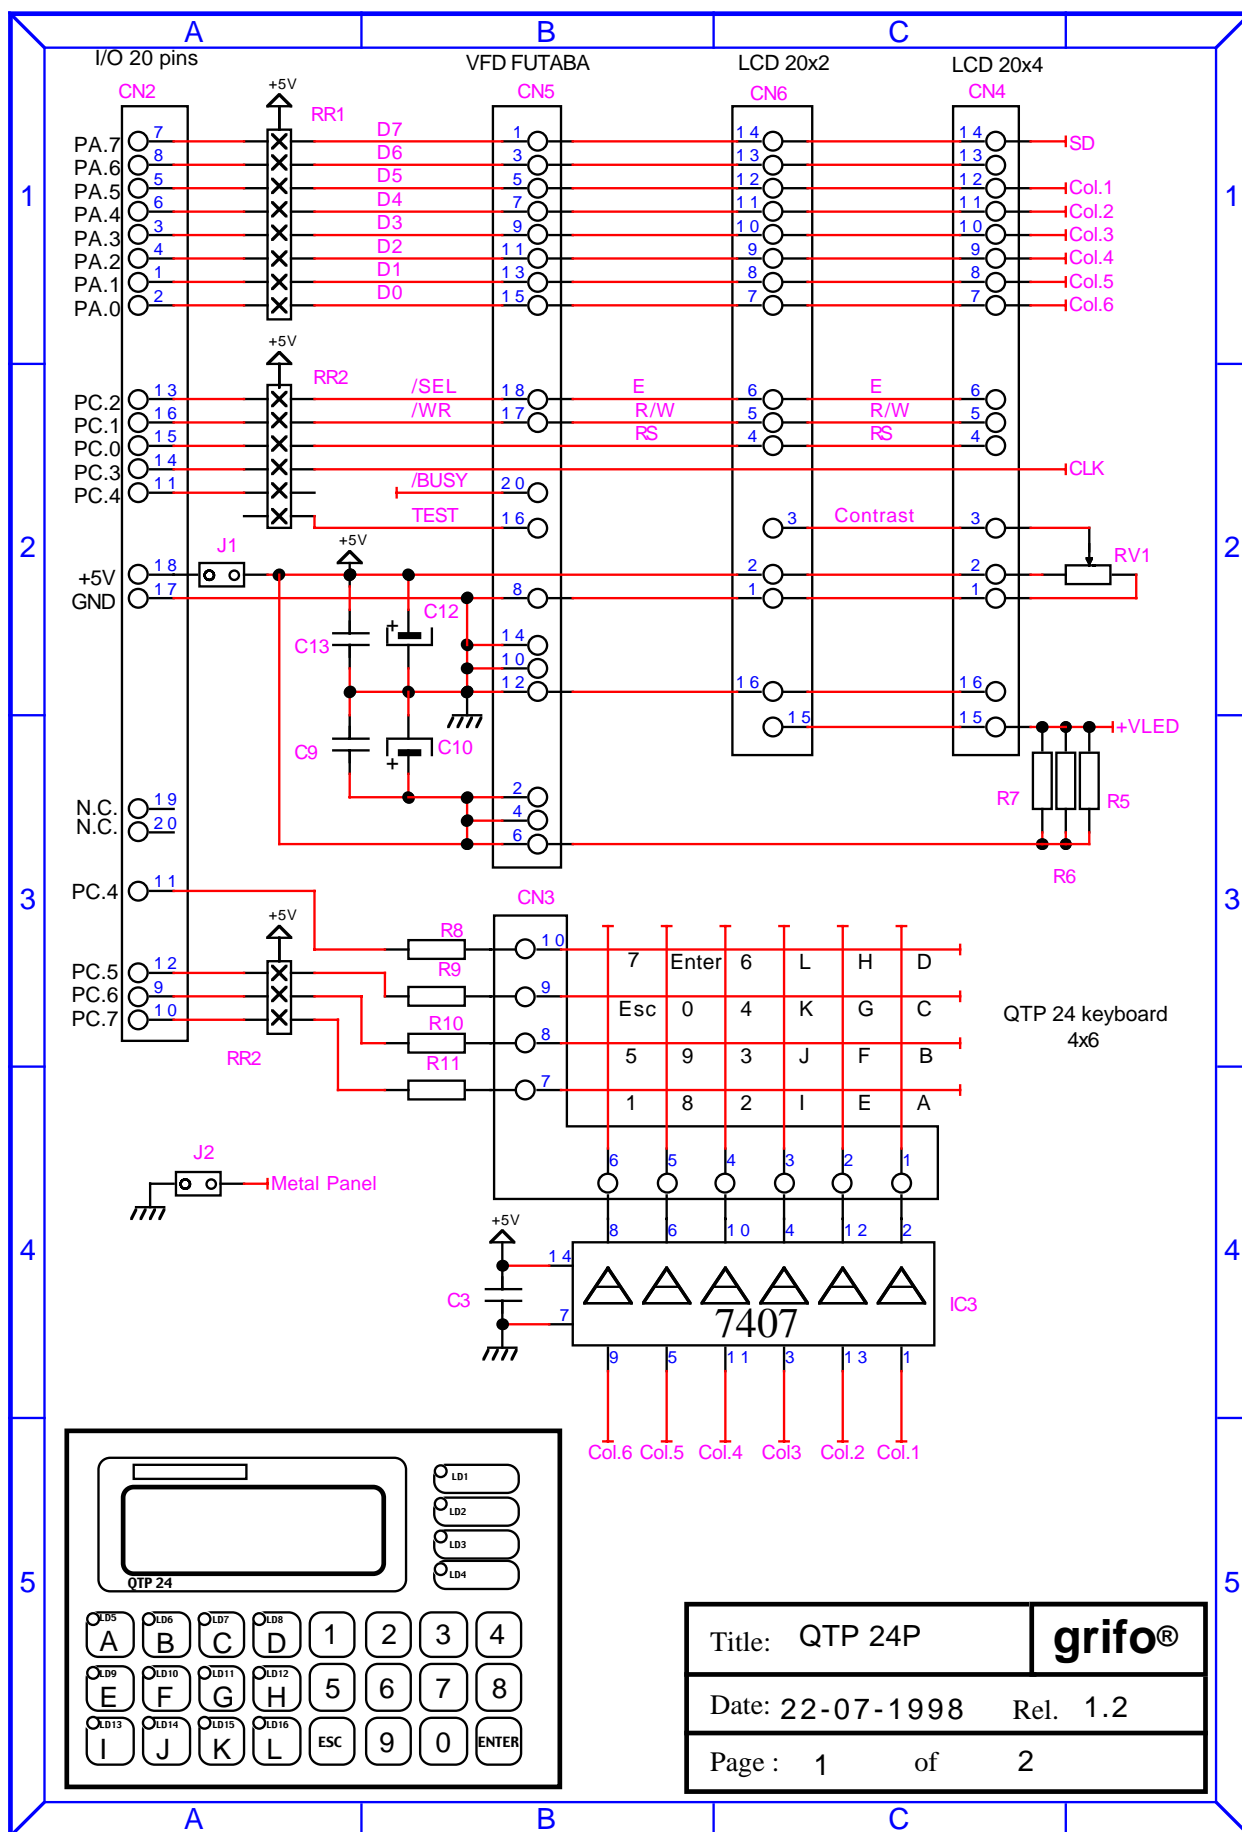 A B C
I/O 20 pins VFD FUTABA LCD 20x2 LCD 20x4
CN2 +5V CN5 CN6 CN4
RR1
PA.7 7 D7 1 14 14 SD
PA.6 8 D6 3 13 13
PA.5 5 D5 5 12 12 Col.1
1 1
PA.4 6 D4 7 11 11 Col.2
PA.3 3 D3 9 10 10 Col.3
PA.2 4 D2 11 9 9 Col.4
PA.1 1 D1 13 8 8 Col.5
PA.0 2 D0 15 7 7 Col.6
+5V
RR2
PC.2 13 /SEL 18 E 6 E 6
PC.1 16 /WR 17 R/W 5 R/W 5
PC.0 15 RS 4 RS 4
PC.3 14 CLK
PC.4 11 /BUSY 20
TEST 16 3 Contrast 3
2 J1 +5V RV1 2
+5V 18 2 2
GND 17 8 1 1
C12
+
C13 14
10
12 16 16
15 15 +VLED
C9 C10
+
2 R7 R5
N.C. 19
N.C. 20 4
6
R6
PC.4 11
3 CN3 3
+5V
R8 10
7 Enter 6 L H D
PC.5 12 R9
PC.6 9 9
Esc 0 4 K G C
PC.7 10 R10 8
QTP 24 keyboard
4x6
RR2 R11 5 9 3 J F B
7
1 8 2 I E A
J2
6 5 4 3 2 1
Metal Panel
+5V
8 6 10 4 12 2
4 14 4
C3 IC3
7 7407
9 5 11 3 13 1
Col.6 Col.5 Col.4 Col3 Col.2 Col.1
LD1
LD2
LD3
LD4
QTP 24
5 5
LD5 LD6 LD7 LD8
A B C D 1 2 3 4
LD9 LD10 LD11 LD12
E F G H 5 6 7 8
LD13 LD14 LD15 LD16
I J K L ESC 9 0 ENTER
Title: QTP 24P grifo®
Date: 22-07-1998 Rel. 1.2
Page : 1 of 2
A B C